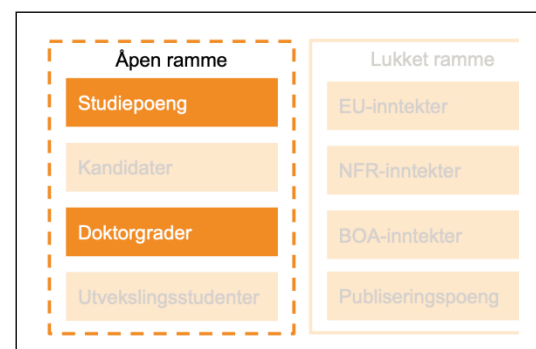 Åpen ramme
Studiepoeng
Kandidater
Doktorgrader
Utvekslingsstudenter
Lukket ramme
EU-inntekter
NFR-inntekter
BOA-inntekter
Publiseringspoeng